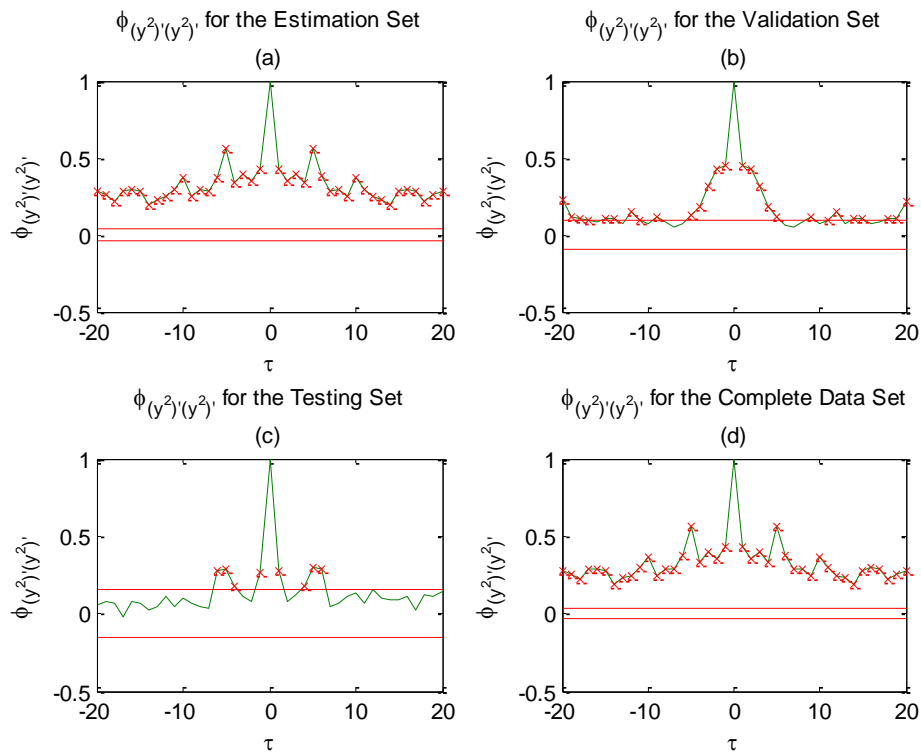 ϕ(y²)'(y²)' for the Estimation Set
(a)
1
0.5
0
-0.5
-20 -10 0 10 20
τ
ϕ(y²)'(y²)'
ϕ(y²)'(y²)' for the Validation Set
(b)
1
0.5
0
-0.5
-20 -10 0 10 20
τ
ϕ(y²)'(y²)'
ϕ(y²)'(y²)' for the Testing Set
(c)
1
0.5
0
-0.5
-20 -10 0 10 20
τ
ϕ(y²)'(y²)'
ϕ(y²)'(y²)' for the Complete Data Set
(d)
1
0.5
0
-0.5
-20 -10 0 10 20
τ
ϕ(y²)'(y²)'